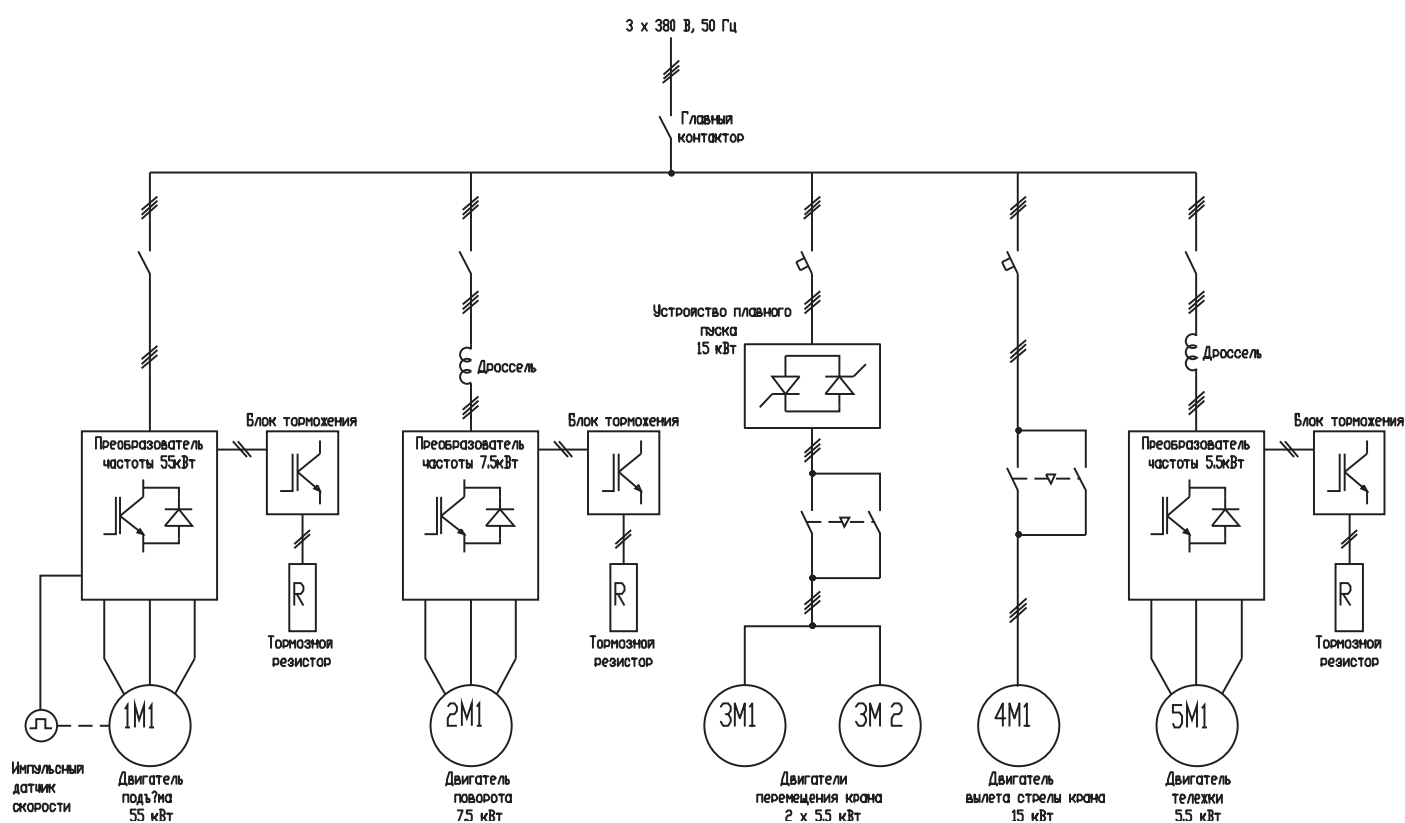 3 x 380 В, 50 Гц
Главный
контактор
Устройство плавного
пуска
15 кВт
Дроссель
Дроссель
Блок торможения
Блок торможения
Блок торможения
Преобразователь
частоты 55кВт
Преобразователь
частоты 7.5кВт
Преобразователь
частоты 5.5кВт
R
R
R
Тормозной
резистор
Тормозной
резистор
Тормозной
резистор
1M1
2M1
3M1
3M 2
4M1
5M1
Импульсный
датчик
скорости
Двигатель
подъ?ма
55 кВт
Двигатель
поворота
7.5 кВт
Двигатели
перемещения крана
2 x 5.5 кВт
Двигатель
вылета стрелы крана
15 кВт
Двигатель
тележки
5.5 кВт